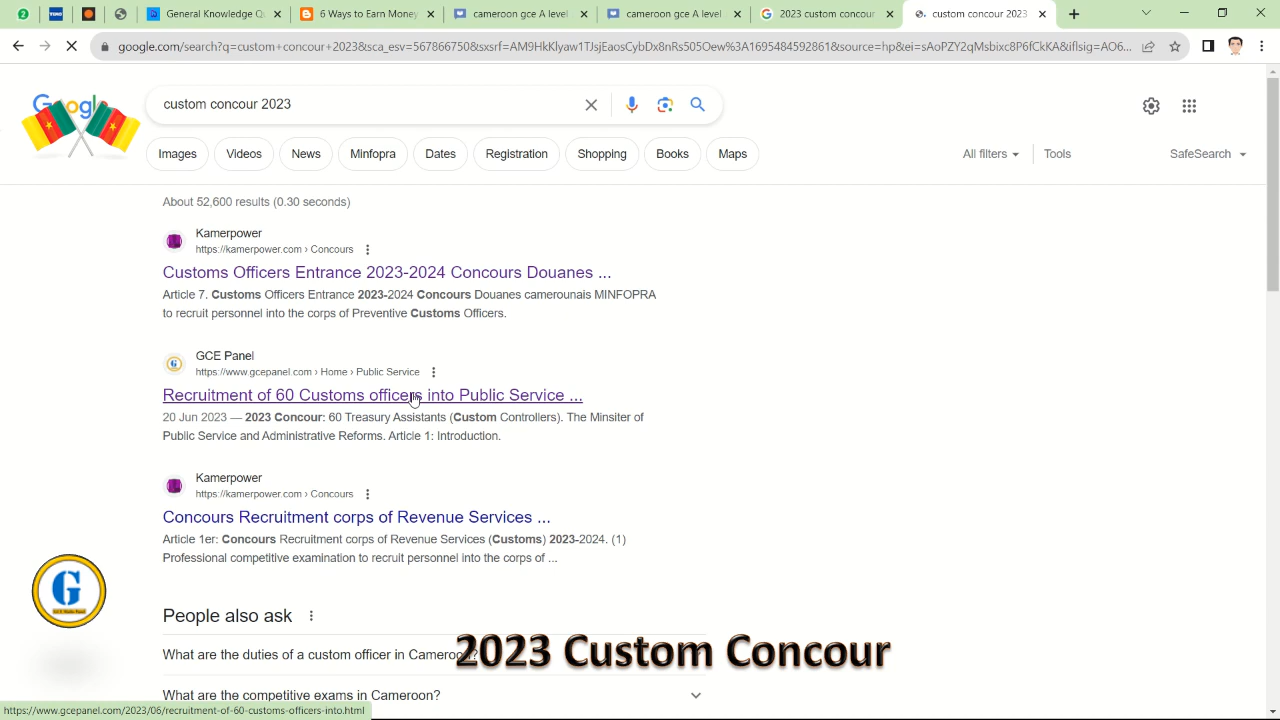 General Knowledge Q
6 Ways to Earn Money
cameroon gce A level
cameroon gce A level
2023 custom concour
custom concour 2023
google.com/search?q=custom+concour+2023&sca_esv=567866750&sxsrf=AM9HkKlyaw1TJsjEaosCybDx8nRs505Oew%3A1695484592861&source=hp&ei=sAoPZY2qMsbixc8P6fCkKA&iflsig=AO6...
Google
custom concour 2023
Images
Videos
News
Minfopra
Dates
Registration
Shopping
Books
Maps
All filters
Tools
SafeSearch
About 52,600 results (0.30 seconds)
Kamerpower
https://kamerpower.com › Concours
Customs Officers Entrance 2023-2024 Concours Douanes ...
Article 7. Customs Officers Entrance 2023-2024 Concours Douanes camerounais MINFOPRA
to recruit personnel into the corps of Preventive Customs Officers.
GCE Panel
https://www.gcepanel.com › Home › Public Service
Recruitment of 60 Customs officers into Public Service ...
20 Jun 2023 — 2023 Concour: 60 Treasury Assistants (Custom Controllers). The Minsiter of
Public Service and Administrative Reforms. Article 1: Introduction.
Kamerpower
https://kamerpower.com › Concours
Concours Recruitment corps of Revenue Services ...
Article 1er: Concours Recruitment corps of Revenue Services (Customs) 2023-2024. (1)
Professional competitive examination to recruit personnel into the corps of ...
G
People also ask
2023 Custom Concour
What are the duties of a custom officer in Cameroon?
What are the competitive exams in Cameroon?
https://www.gcepanel.com/2023/06/recruitment-of-60-customs-officers-into.html